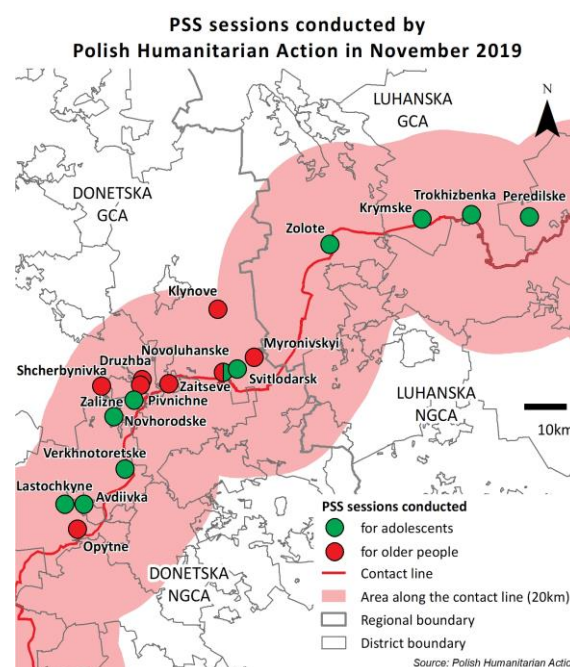 PSS sessions conducted by
Polish Humanitarian Action in November 2019
LUHANSKA
GCA
N
DONETSKA
GCA
Trokhizbenka
Peredilske
Krymske
Zolote
Klynove
Novoluhanske
Myronivskyi
Druzhba
Shcherbynivka
Zaitseve
Svitlodarsk
Zalizne
Pivnichne
Novhorodske
LUHANSKA
NGCA
10km
Verkhnotoretske
Lastochkyne
Avdiivka
Opytne
DONETSKA
NGCA
PSS sessions conducted
for adolescents
for older people
Contact line
Area along the contact line (20km)
Regional boundary
District boundary
Source: Polish Humanitarian Actio